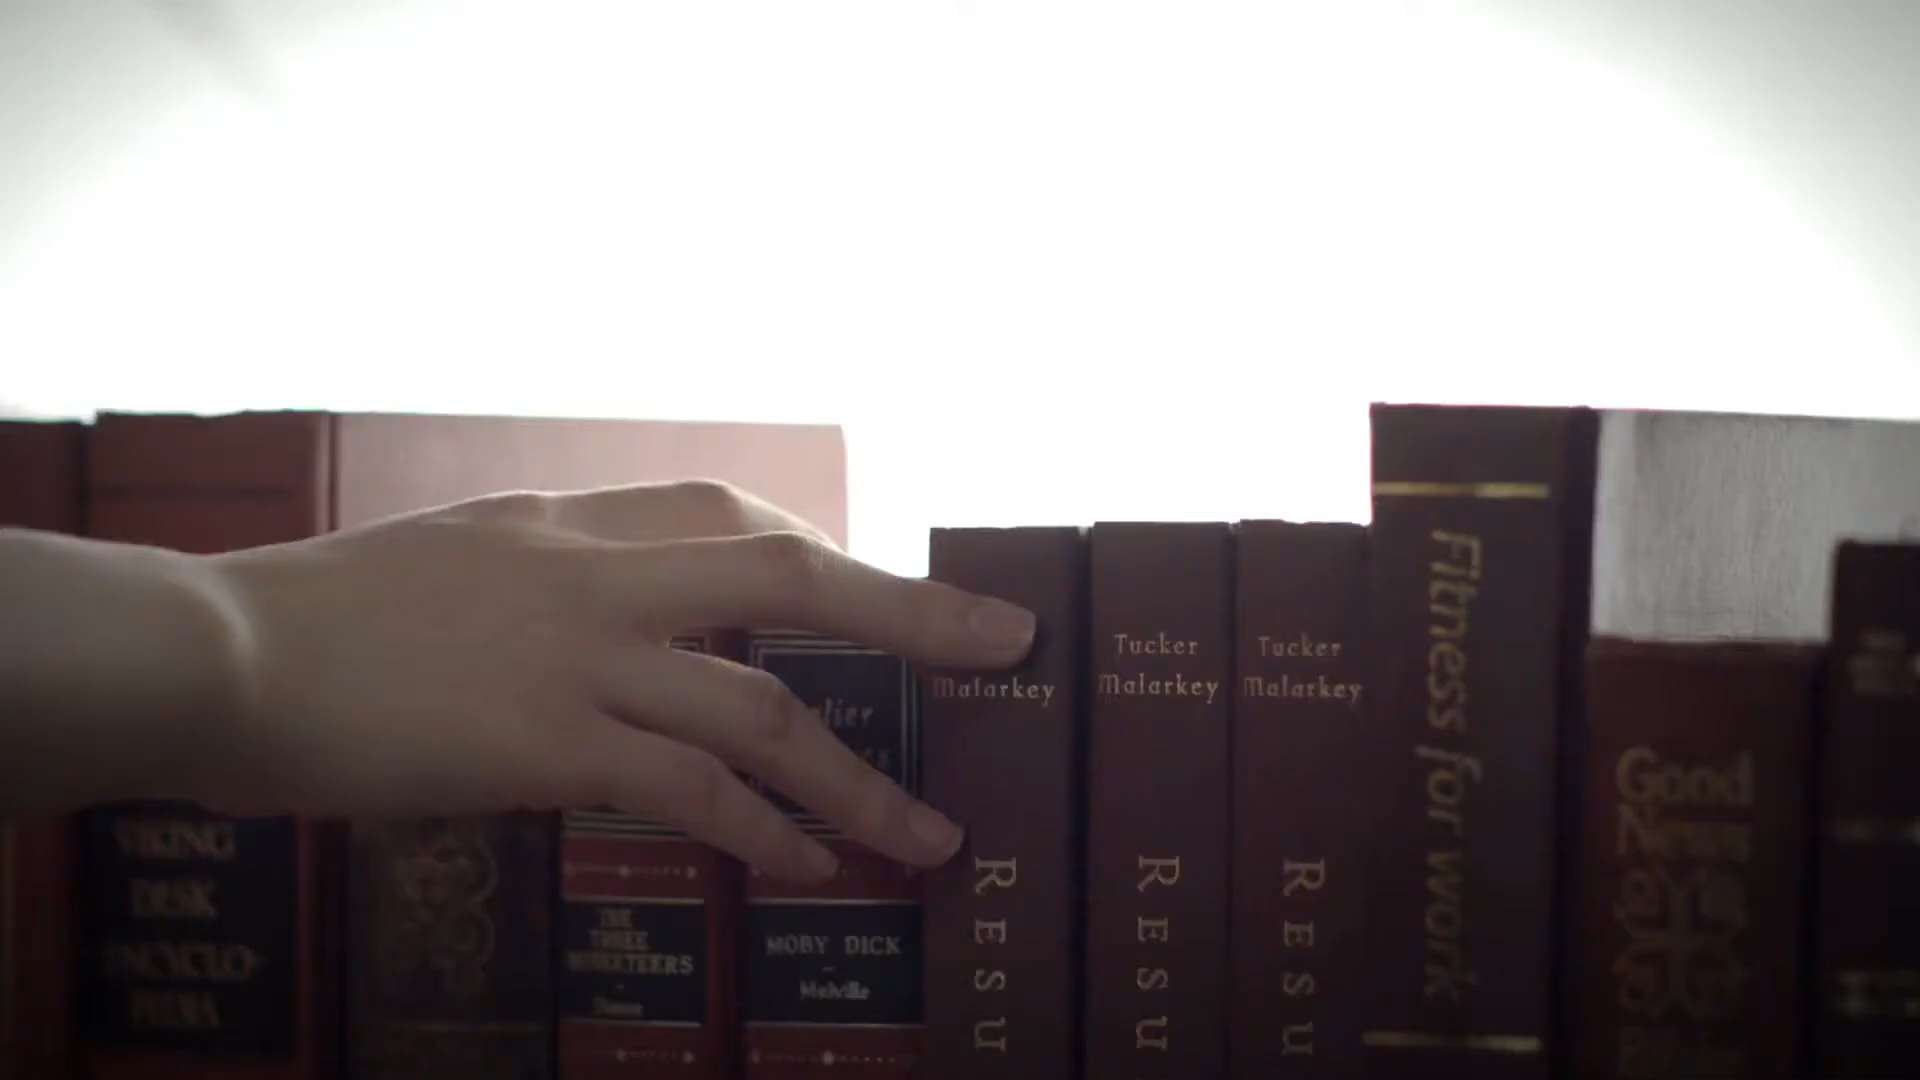 VIKING
DESK
ENCYCLO-
PEDIA
THE
THREE
MUSKETEERS
MOBY DICK
Melville
Malarkey
RESU
Tucker
Malarkey
RESU
Tucker
Malarkey
RESU
Fitness for work
Good